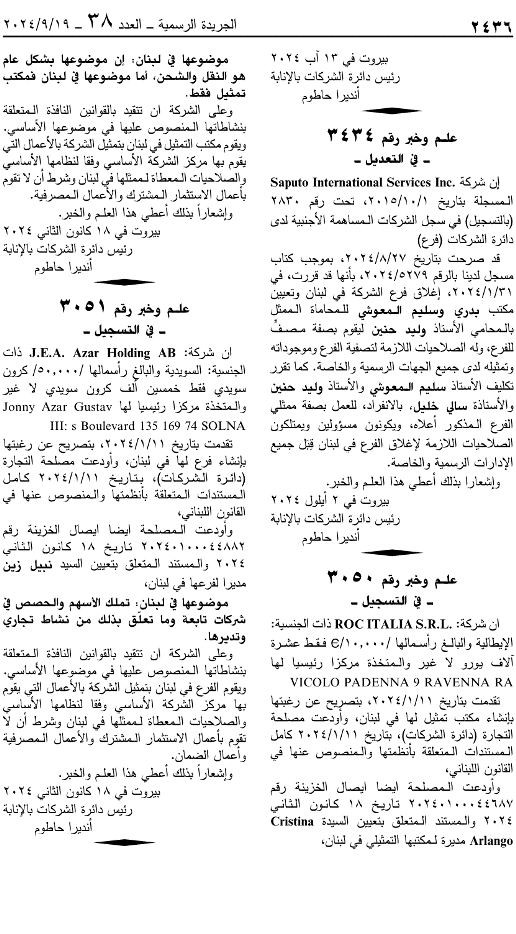 ٢٤٣٦
الجريدة الرسمية ــ العدد ٣٨ ــ ٢٠٢٤/٩/١٩
بيروت في ١٣ آب ٢٠٢٤
رئيس دائرة الشركات بالإنابة
أنديرا حاطوم
علم وخبر رقم ٣٤٣٤
ــ في التعديل ــ
إن شركة Saputo International Services Inc.
المسجلة بتاريخ ٢٠١٥/١٠/١، تحت رقم ٢٨٣٠
(بالتسجيل) في سجل الشركات المساهمة الأجنبية لدى
دائرة الشركات (فرع)
قد صرحت بتاريخ ٢٠٢٤/٨/٢٧، بموجب كتاب
مسجل لدينا بالرقم ٢٠٢٤/٥٢٧٩، بأنها قد قررت، في
٢٠٢٤/١/٣١، إغلاق فرع الشركة في لبنان وتعيين
مكتب بدري وسليم المعوشي للمحاماة الممثل
بالمحامي الأستاذ وليد حنين ليقوم بصفة مصفٍّ
للفرع، وله الصلاحيات اللازمة لتصفية الفرع وموجوداته
وتمثيله لدى جميع الجهات الرسمية والخاصة. كما تقرر
تكليف الأستاذ سليم المعوشي والأستاذ وليد حنين
والأستاذة سالي خليل، بالانفراد، للعمل بصفة ممثلي
الفرع المذكور أعلاه، ويكونون مسؤولين ويمتلكون
الصلاحيات اللازمة لإغلاق الفرع في لبنان قِبل جميع
الإدارات الرسمية والخاصة.
وإشعارا بذلك أعطي هذا العلم والخبر.
بيروت في ٢ أيلول ٢٠٢٤
رئيس دائرة الشركات بالإنابة
أنديرا حاطوم
علم وخبر رقم ٣٠٥٠
ــ في التسجيل ــ
ان شركة: ROC ITALIA S.R.L. ذات الجنسية:
الإيطالية والبالغ رأسمالها /١٠,٠٠٠/€ فقط عشرة
آلاف يورو لا غير والمتخذة مركزا رئيسيا لها
VICOLO PADENNA 9 RAVENNA RA
تقدمت بتاريخ ٢٠٢٤/١/١١، بتصريح عن رغبتها
بإنشاء مكتب تمثيل لها في لبنان، وأودعت مصلحة
التجارة (دائرة الشركات)، بتاريخ ٢٠٢٤/١/١١ كامل
المستندات المتعلقة بأنظمتها والمنصوص عنها في
القانون اللبناني،
وأودعت المصلحة ايضا ايصال الخزينة رقم
٢٠٢٤٠١٠٠٠٤٤٦٨٧ تاريخ ١٨ كانون الثاني
٢٠٢٤ والمستند المتعلق بتعيين السيدة Cristina
Arlango مديرة لمكتبها التمثيلي في لبنان،
موضوعها في لبنان: إن موضوعها بشكل عام
هو النقل والشحن، أما موضوعها في لبنان فمكتب
تمثيل فقط.
وعلى الشركة ان تتقيد بالقوانين النافذة المتعلقة
بنشاطاتها المنصوص عليها في موضوعها الأساسي.
ويقوم مكتب التمثيل في لبنان بتمثيل الشركة بالأعمال التي
يقوم بها مركز الشركة الأساسي وفقا لنظامها الأساسي
والصلاحيات المعطاة لممثلها في لبنان وشرط أن لا تقوم
بأعمال الاستثمار المشترك والأعمال المصرفية.
وإشعاراً بذلك أعطي هذا العلم والخبر.
بيروت في ١٨ كانون الثاني ٢٠٢٤
رئيس دائرة الشركات بالإنابة
أنديرا حاطوم
علم وخبر رقم ٣٠٥١
ــ في التسجيل ــ
ان شركة: J.E.A. Azar Holding AB ذات
الجنسية: السويدية والبالغ رأسمالها /٥٠,٠٠٠/ كرون
سويدي فقط خمسين ألف كرون سويدي لا غير
والمتخذة مركزا رئيسيا لها Jonny Azar Gustav
III: s Boulevard 135 169 74 SOLNA
تقدمت بتاريخ ٢٠٢٤/١/١١، بتصريح عن رغبتها
بإنشاء فرع لها في لبنان، وأودعت مصلحة التجارة
(دائرة الشركات)، بتاريخ ٢٠٢٤/١/١١ كامل
المستندات المتعلقة بأنظمتها والمنصوص عنها في
القانون اللبناني،
وأودعت المصلحة ايضا ايصال الخزينة رقم
٢٠٢٤٠١٠٠٠٤٤٨٨٢ تاريخ ١٨ كانون الثاني
٢٠٢٤ والمستند المتعلق بتعيين السيد نبيل زين
مديرا لفرعها في لبنان،
موضوعها في لبنان: تملك الأسهم والحصص في
شركات تابعة وما تعلق بذلك من نشاط تجاري
وتديرها.
وعلى الشركة ان تتقيد بالقوانين النافذة المتعلقة
بنشاطاتها المنصوص عليها في موضوعها الأساسي.
ويقوم الفرع في لبنان بتمثيل الشركة بالأعمال التي يقوم
بها مركز الشركة الأساسي وفقا لنظامها الأساسي
والصلاحيات المعطاة لممثلها في لبنان وشرط أن لا
تقوم بأعمال الاستثمار المشترك والأعمال المصرفية
وأعمال الضمان.
وإشعاراً بذلك أعطي هذا العلم والخبر.
بيروت في ١٨ كانون الثاني ٢٠٢٤
رئيس دائرة الشركات بالإنابة
أنديرا حاطوم